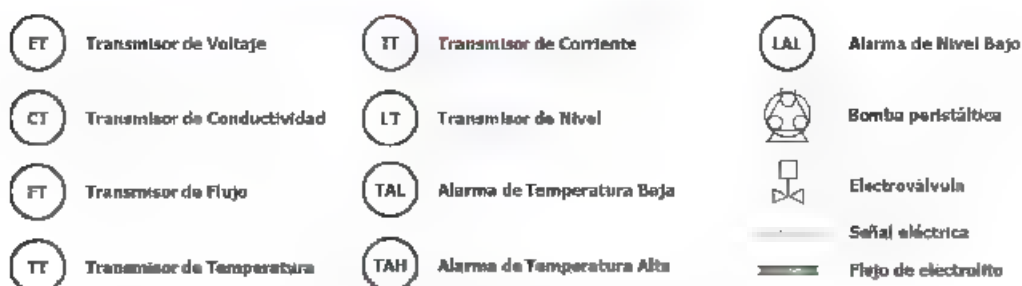 ET Transmisor de Voltaje
CT Transmisor de Conductividad
FT Transmisor de Flujo
TT Transmisor de Temperatura
IT Transmisor de Corriente
LT Transmisor de Nivel
TAL Alarma de Temperatura Baja
TAH Alarma de Temperatura Alta
LAL Alarma de Nivel Bajo
Bomba peristáltica
Electroválvula
Señal eléctrica
Flujo de electrolito